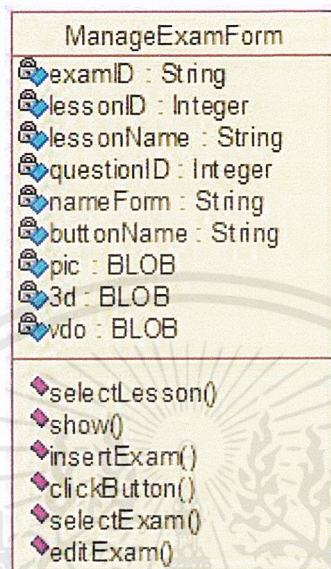 ManageExamForm
examID : String
lessonID : Integer
lessonName : String
questionID : Integer
nameForm : String
buttonName : String
pic : BLOB
3d : BLOB
vdo : BLOB
selectLesson()
show()
insertExam()
clickButton()
selectExam()
editExam()